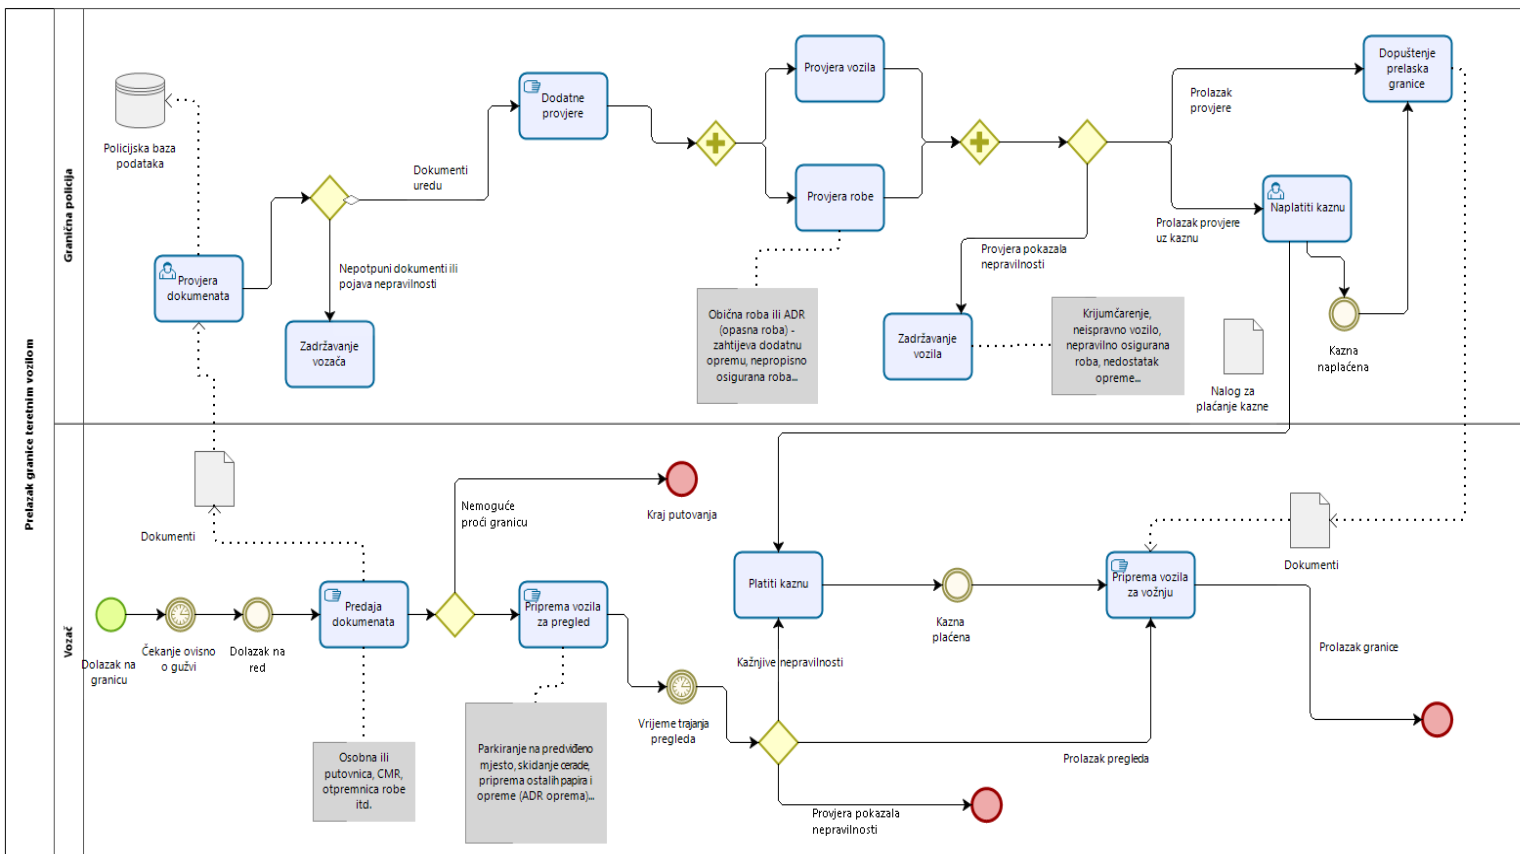 Prelazak granice teretnim vozilom
Granična policija
Policijska baza
podataka
Provjera
dokumenata
Dokumenti
uredu
Nepotpuni dokumenti ili
pojava nepravilnosti
Zadržavanje
vozača
Dodatne
provjere
Provjera vozila
Provjera robe
Obična roba ili ADR
(opasna roba) -
zahtijeva dodatnu
opremu, nepropisno
osigurana roba...
Provjera pokazala
nepravilnosti
Zadržavanje
vozila
Krijumčarenje,
neispravno vozilo,
nepravilno osigurana
roba, nedostatak
opreme...
Prolazak
provjere
Prolazak provjere
uz kaznu
Dopuštenje
prelaska
granice
Naplatiti kaznu
Nalog za
plaćanje kazne
Kazna
naplaćena
Vozač
Dolazak na
granicu
Čekanje ovisno
o gužvi
Dolazak na
red
Dokumenti
Predaja
dokumenata
Osobna ili
putovnica, CMR,
otpremnica robe
itd.
Nemoguće
proći granicu
Kraj putovanja
Priprema vozila
za pregled
Parkiranje na predviđeno
mjesto, skidanje cerade,
priprema ostalih papira i
opreme (ADR oprema)...
Vrijeme trajanja
pregleda
Kažnjive nepravilnosti
Platiti kaznu
Kazna
plaćena
Provjera pokazala
nepravilnosti
Prolazak pregleda
Priprema vozila
za vožnju
Dokumenti
Prolazak granice